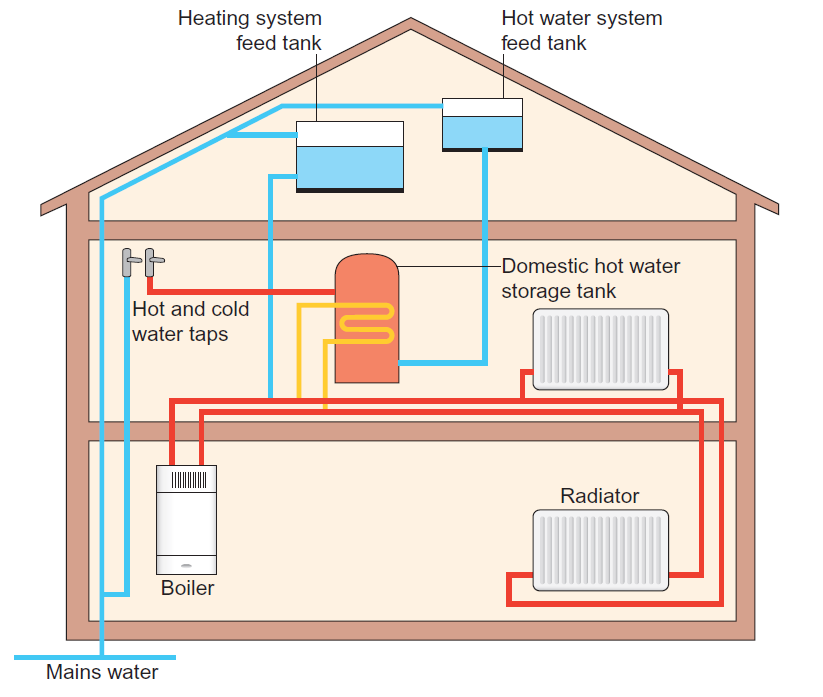 Heating system
feed tank
Hot water system
feed tank
Domestic hot water
storage tank
Hot and cold
water taps
Radiator
Boiler
Mains water